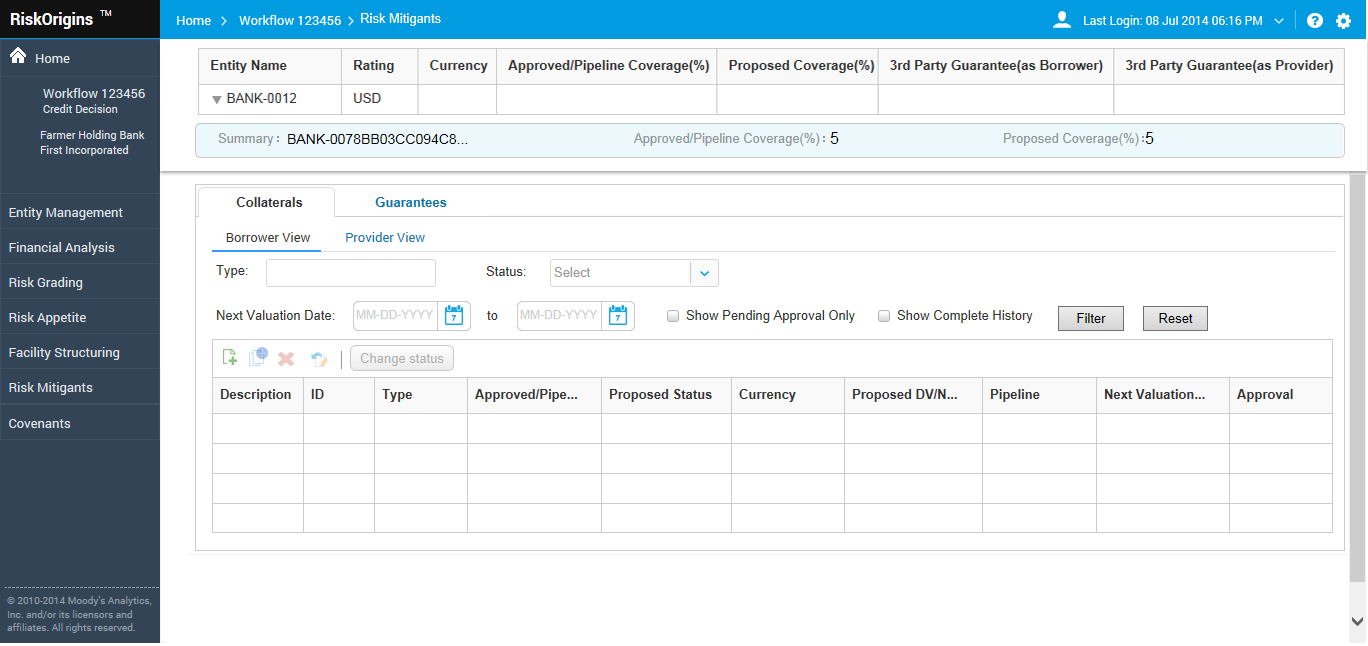 RiskOrigins TM
Home > Workflow 123456 > Risk Mitigants
Last Login: 08 Jul 2014 06:16 PM
?
Home
Workflow 123456
Credit Decision
Farmer Holding Bank
First Incorporated
Entity Management
Financial Analysis
Risk Grading
Risk Appetite
Facility Structuring
Risk Mitigants
Covenants
© 2010-2014 Moody's Analytics,
Inc. and/or its licensors and
affiliates. All rights reserved.
Entity Name Rating Currency Approved/Pipeline Coverage(%) Proposed Coverage(%) 3rd Party Guarantee(as Borrower) 3rd Party Guarantee(as Provider)
BANK-0012 USD
Summary : BANK-0078BB03CC094C8... Approved/Pipeline Coverage(%) : 5 Proposed Coverage(%) :5
Collaterals Guarantees
Borrower View Provider View
Type: Status: Select
Next Valuation Date: MM-DD-YYYY 7 to MM-DD-YYYY 7 Show Pending Approval Only Show Complete History Filter Reset
Change status
Description ID Type Approved/Pipe... Proposed Status Currency Proposed DV/N... Pipeline Next Valuation... Approval